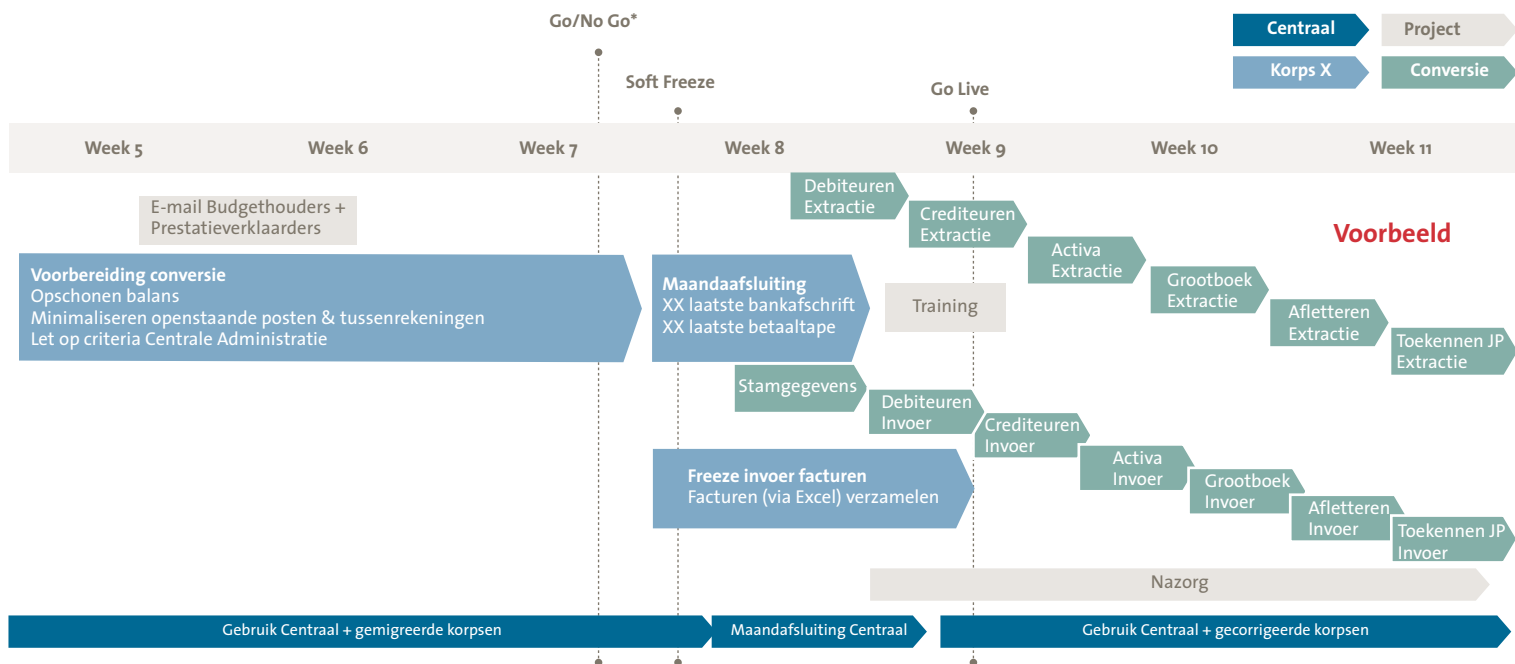 Go/No Go*
Centraal
Project
Soft Freeze
Korps X
Conversie
Go Live
Week 5
Week 6
Week 7
Week 8
Week 9
Week 10
Week 11
E-mail Budgethouders +
Prestatieverklaarders
Debiteuren
Extractie
Crediteuren
Extractie
Activa
Extractie
Grootboek
Extractie
Afletteren
Extractie
Toekennen JP
Extractie
Voorbeeld
Voorbereiding conversie
Opschonen balans
Minimaliseren openstaande posten & tussenrekeningen
Let op criteria Centrale Administratie
Maandaafsluiting
XX laatste bankafschrift
XX laatste betaaltape
Training
Stamgegevens
Debiteuren
Invoer
Crediteuren
Invoer
Activa
Invoer
Grootboek
Invoer
Afletteren
Invoer
Toekennen JP
Invoer
Freeze invoer facturen
Facturen (via Excel) verzamelen
Nazorg
Gebruik Centraal + gemigreerde korpsen
Maandafsluiting Centraal
Gebruik Centraal + gecorrigeerde korpsen